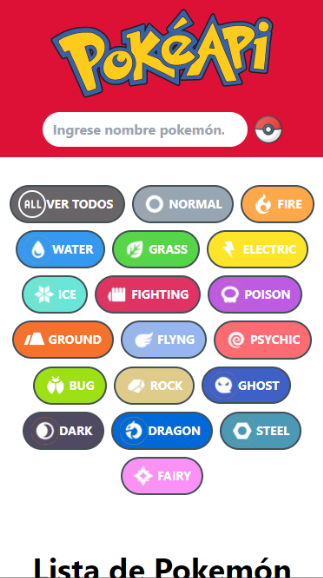 PokéApi
Ingrese nombre pokemón.
ALL VER TODOS NORMAL FIRE
WATER GRASS ELECTRIC
ICE FIGHTING POISON
GROUND FLYNG PSYCHIC
BUG ROCK GHOST
DARK DRAGON STEEL
FAIRY
Lista de Pokemón